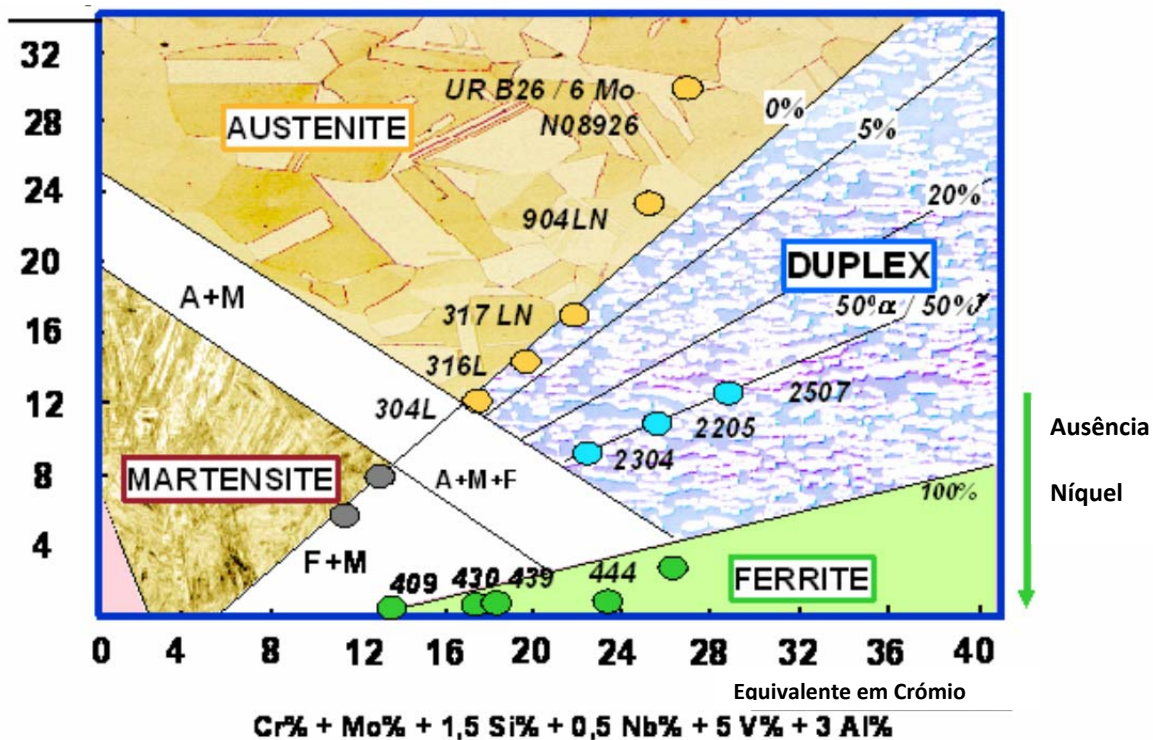 32
28
24
20
16
12
8
4
UR B26 / 6 Mo
N08926
AUSTENITE
0%
5%
904LN
20%
DUPLEX
A+M
317 LN
50%α / 50%γ
316L
304L
2507
2205
2304
MARTENSITE
A+M+F
100%
F+M
409
430
439
444
FERRITE
Ausência
Níquel
0 4 8 12 16 20 24 28 32 36 40
Equivalente em Crómio
Cr% + Mo% + 1,5 Si% + 0,5 Nb% + 5 V% + 3 Al%